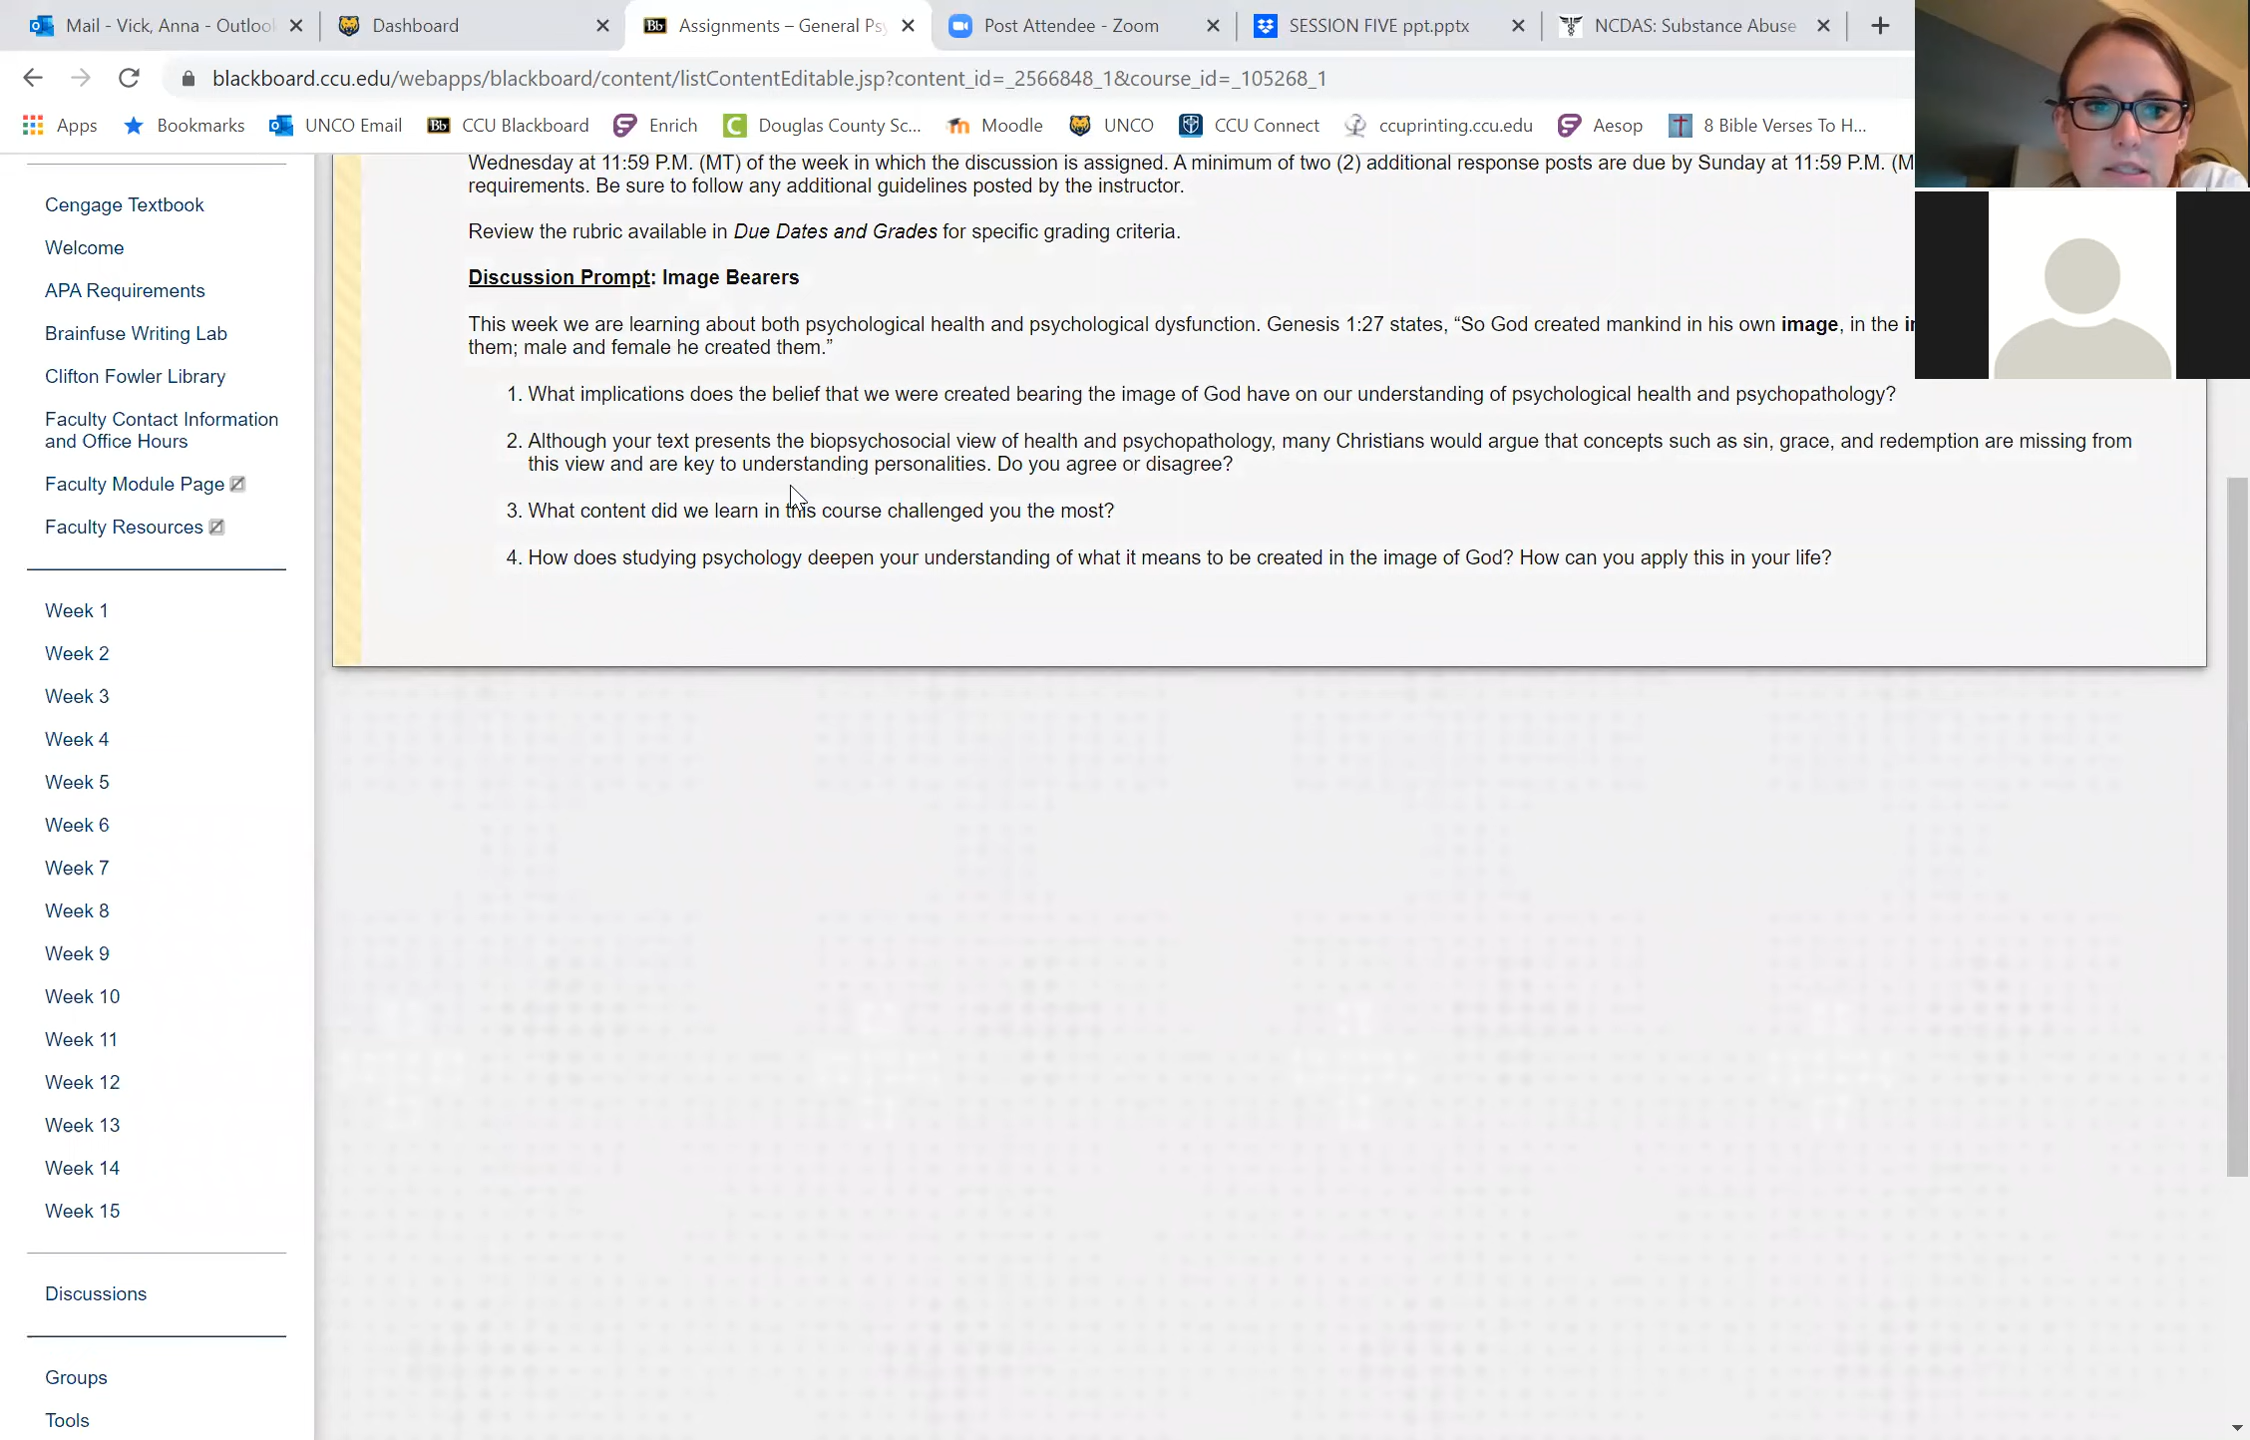 Mail - Vick, Anna - Outlook
Dashboard
Assignments – General Psy
Post Attendee - Zoom
SESSION FIVE ppt.pptx
NCDAS: Substance Abuse
blackboard.ccu.edu/webapps/blackboard/content/listContentEditable.jsp?content_id=_2566848_1&course_id=_105268_1
Apps
Bookmarks
UNCO Email
Bb CCU Blackboard
Enrich
Douglas County Sc...
Moodle
UNCO
CCU Connect
ccuprinting.ccu.edu
Aesop
8 Bible Verses To H...
Cengage Textbook
Welcome
APA Requirements
Brainfuse Writing Lab
Clifton Fowler Library
Faculty Contact Information
and Office Hours
Faculty Module Page
Faculty Resources
Week 1
Week 2
Week 3
Week 4
Week 5
Week 6
Week 7
Week 8
Week 9
Week 10
Week 11
Week 12
Week 13
Week 14
Week 15
Discussions
Groups
Tools
Wednesday at 11:59 P.M. (MT) of the week in which the discussion is assigned. A minimum of two (2) additional response posts are due by Sunday at 11:59 P.M. (M
requirements. Be sure to follow any additional guidelines posted by the instructor.
Review the rubric available in Due Dates and Grades for specific grading criteria.
Discussion Prompt: Image Bearers
This week we are learning about both psychological health and psychological dysfunction. Genesis 1:27 states, “So God created mankind in his own image, in the
them; male and female he created them.”
1. What implications does the belief that we were created bearing the image of God have on our understanding of psychological health and psychopathology?
2. Although your text presents the biopsychosocial view of health and psychopathology, many Christians would argue that concepts such as sin, grace, and redemption are missing from
this view and are key to understanding personalities. Do you agree or disagree?
3. What content did we learn in this course challenged you the most?
4. How does studying psychology deepen your understanding of what it means to be created in the image of God? How can you apply this in your life?